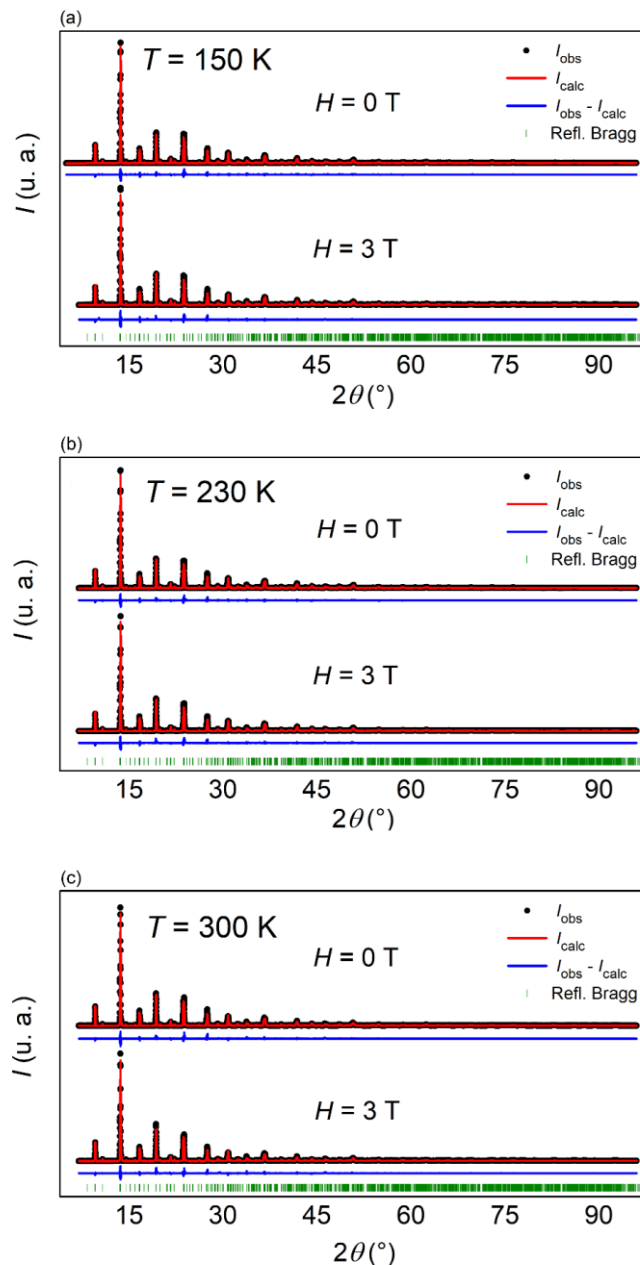 (a)
T = 150 K
H = 0 T
H = 3 T
I_obs
I_calc
I_obs - I_calc
Refl. Bragg
I (u. a.)
15 30 45 60 75 90
2θ(°)
(b)
T = 230 K
H = 0 T
H = 3 T
I_obs
I_calc
I_obs - I_calc
Refl. Bragg
I (u. a.)
15 30 45 60 75 90
2θ(°)
(c)
T = 300 K
H = 0 T
H = 3 T
I_obs
I_calc
I_obs - I_calc
Refl. Bragg
I (u. a.)
15 30 45 60 75 90
2θ(°)